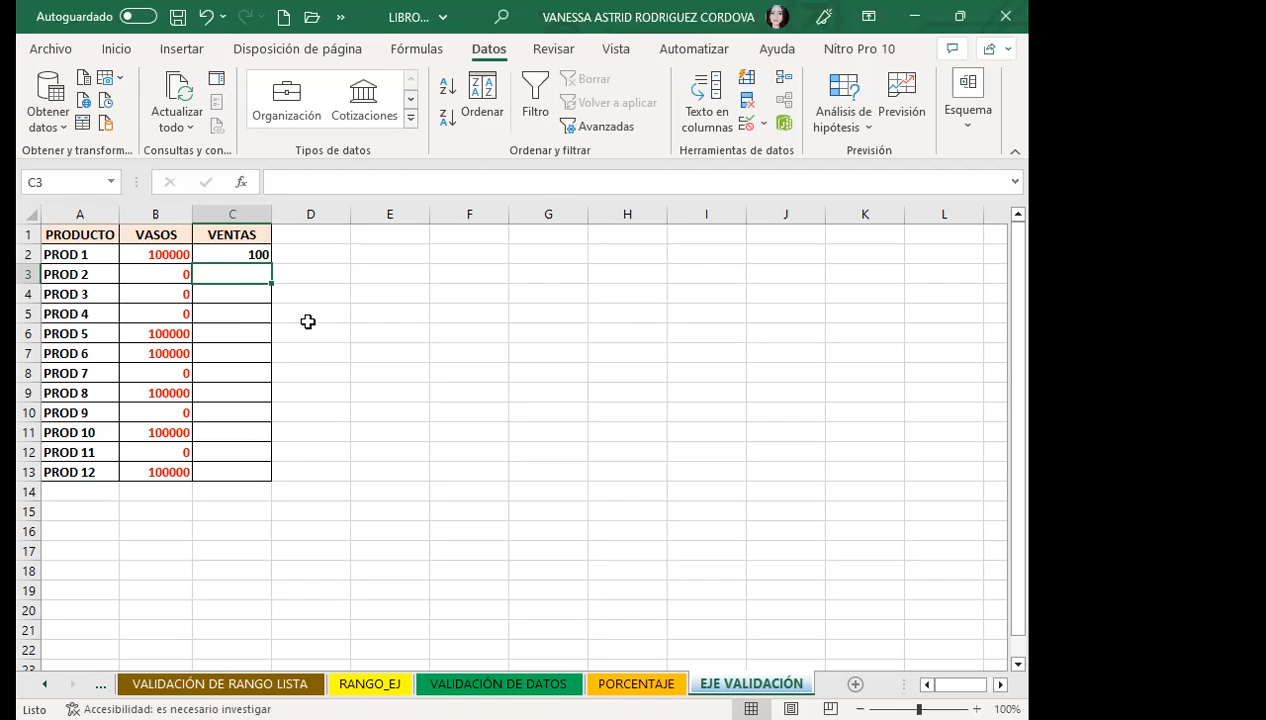 Autoguardado LIBRO... VANESSA ASTRID RODRIGUEZ CORDOVA
Archivo Inicio Insertar Disposición de página Fórmulas Datos Revisar Vista Automatizar Ayuda Nitro Pro 10
Obtener datos
Actualizar todo
Organización Cotizaciones
Ordenar
Filtro
Borrar
Volver a aplicar
Avanzadas
Texto en columnas
Análisis de hipótesis
Previsión
Esquema
Obtener y transform... Consultas y con... Tipos de datos Ordenar y filtrar Herramientas de datos Previsión
C3 fx
A B C D E F G H I J K L
1 PRODUCTO VASOS VENTAS
2 PROD 1 100000 100
3 PROD 2 0
4 PROD 3 0
5 PROD 4 0
6 PROD 5 100000
7 PROD 6 100000
8 PROD 7 0
9 PROD 8 100000
10 PROD 9 0
11 PROD 10 100000
12 PROD 11 0
13 PROD 12 100000
14
15
16
17
18
19
20
21
22
23
... VALIDACIÓN DE RANGO LISTA RANGO_EJ VALIDACIÓN DE DATOS PORCENTAJE EJE VALIDACIÓN
Listo Accesibilidad: es necesario investigar 100%